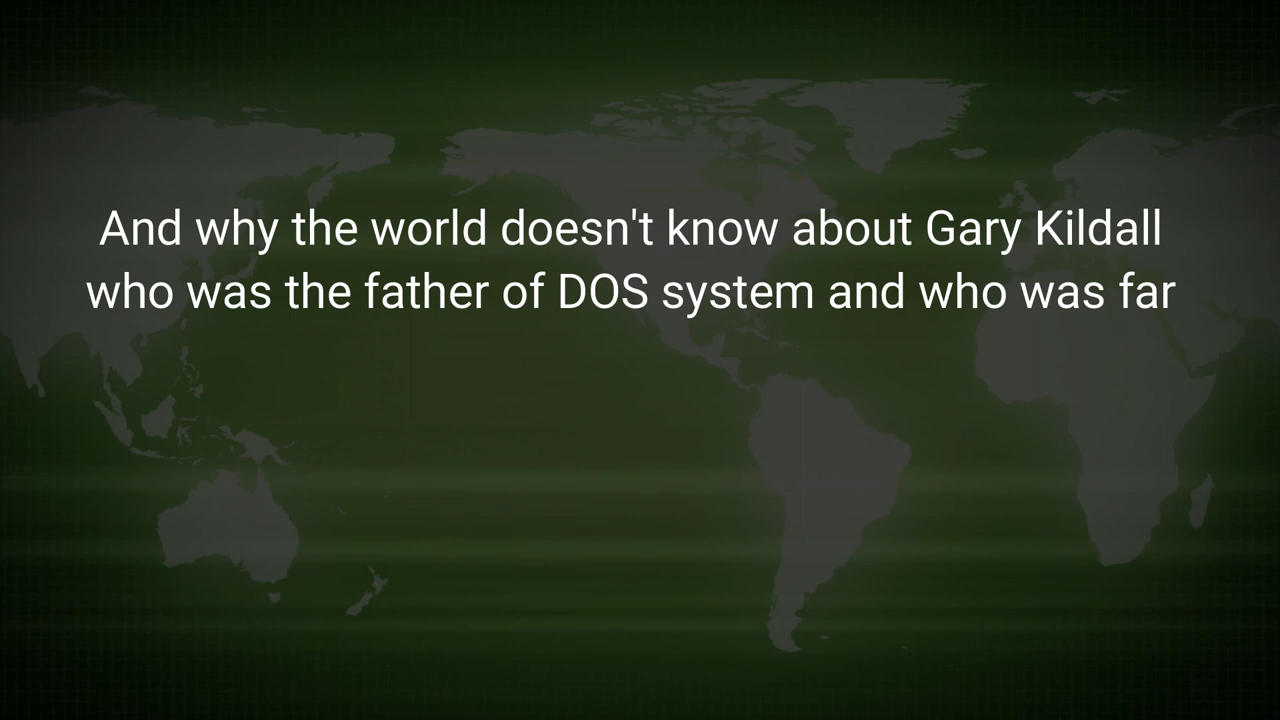 And why the world doesn't know about Gary Kildall
who was the father of DOS system and who was far